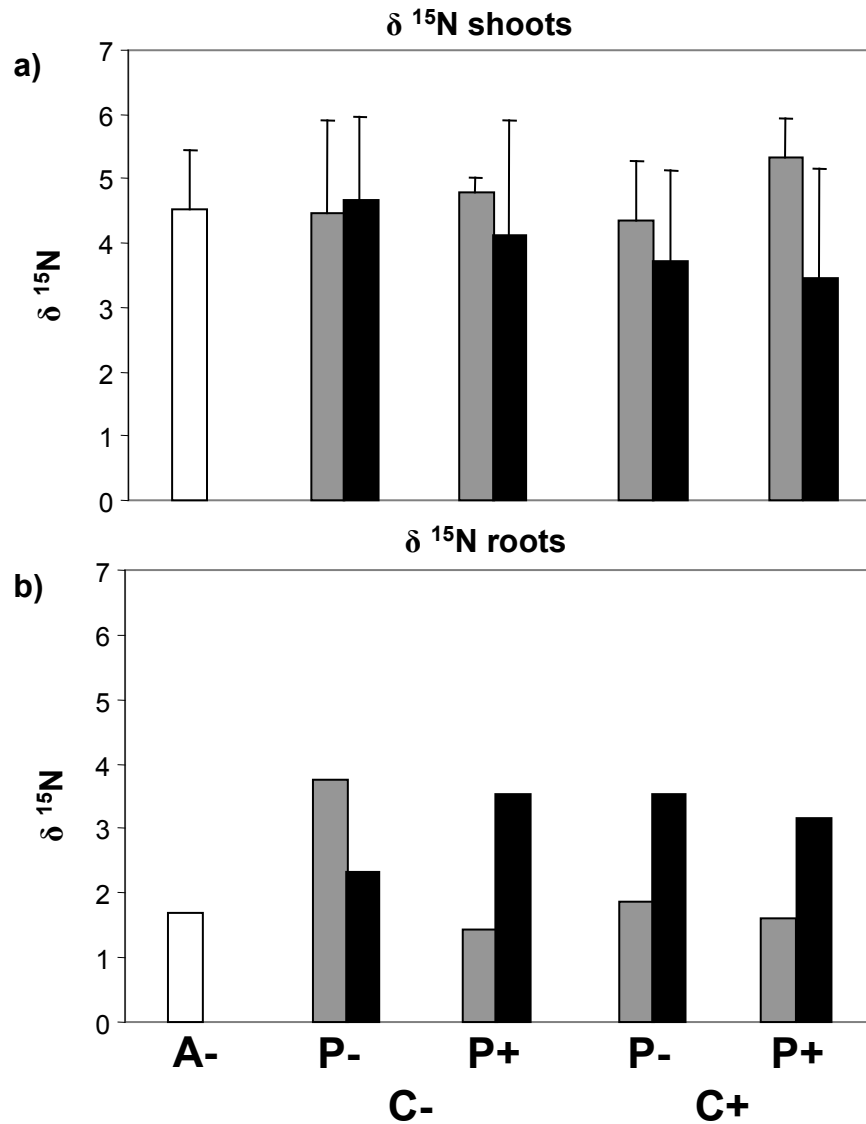 δ ¹⁵N shoots
a)
7
6
5
4
3
2
1
0
δ ¹⁵N
δ ¹⁵N roots
b)
7
6
5
4
3
2
1
0
δ ¹⁵N
A- P- P+ P- P+
C- C+